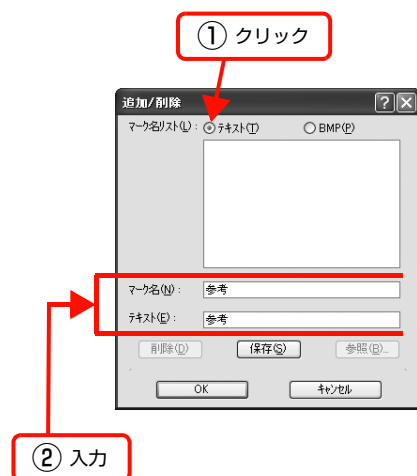 ① クリック
追加/削除
マーク名リスト(L): テキスト(T) BMP(P)
マーク名(N): 参考
テキスト(E): 参考
削除(D) 保存(S) 参照(B)...
OK キャンセル
② 入力